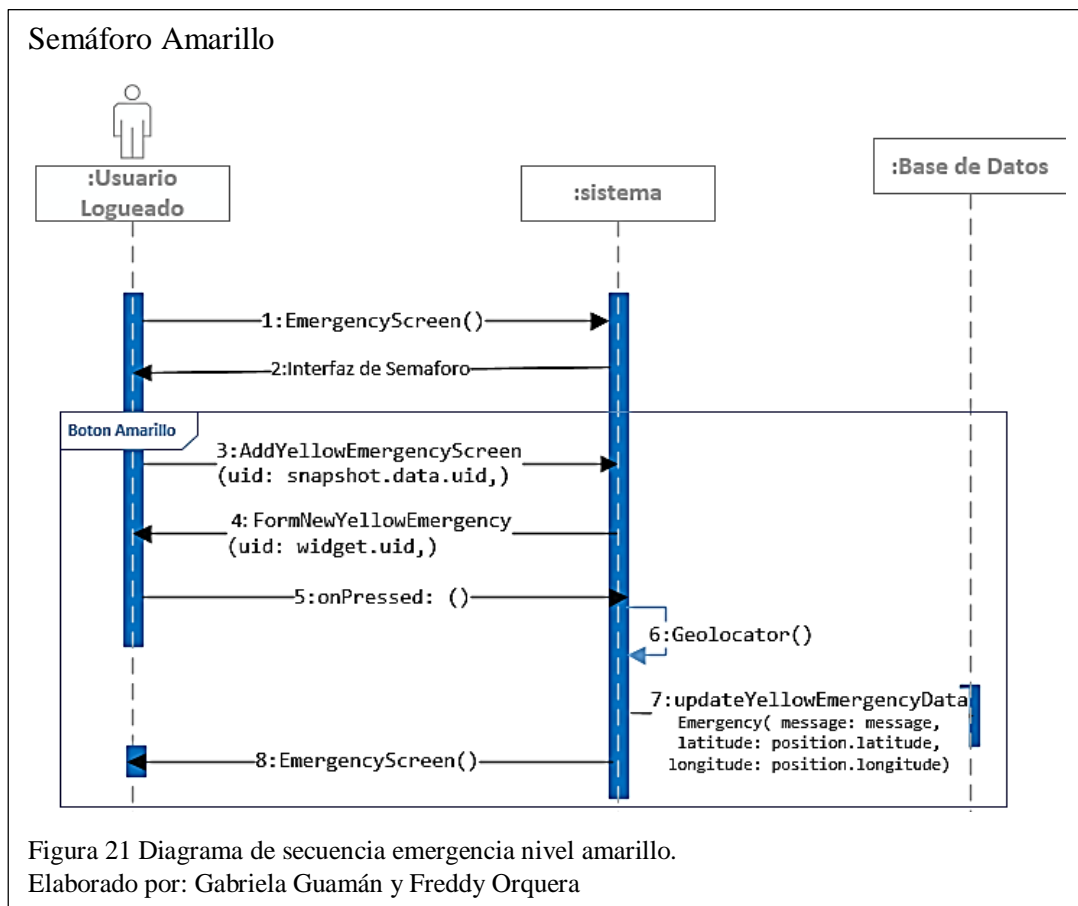 Semáforo Amarillo
:Usuario
Logueado
:sistema
:Base de Datos
1:EmergencyScreen()
2:Interfaz de Semaforo
Boton Amarillo
3:AddYellowEmergencyScreen
(uid: snapshot.data.uid,)
4: FormNewYellowEmergency
(uid: widget.uid,)
5:onPressed: ()
6:Geolocator()
7:updateYellowEmergencyData
Emergency( message: message,
latitude: position.latitude,
longitude: position.longitude)
8:EmergencyScreen()
Figura 21 Diagrama de secuencia emergencia nivel amarillo.
Elaborado por: Gabriela Guamán y Freddy Orquera